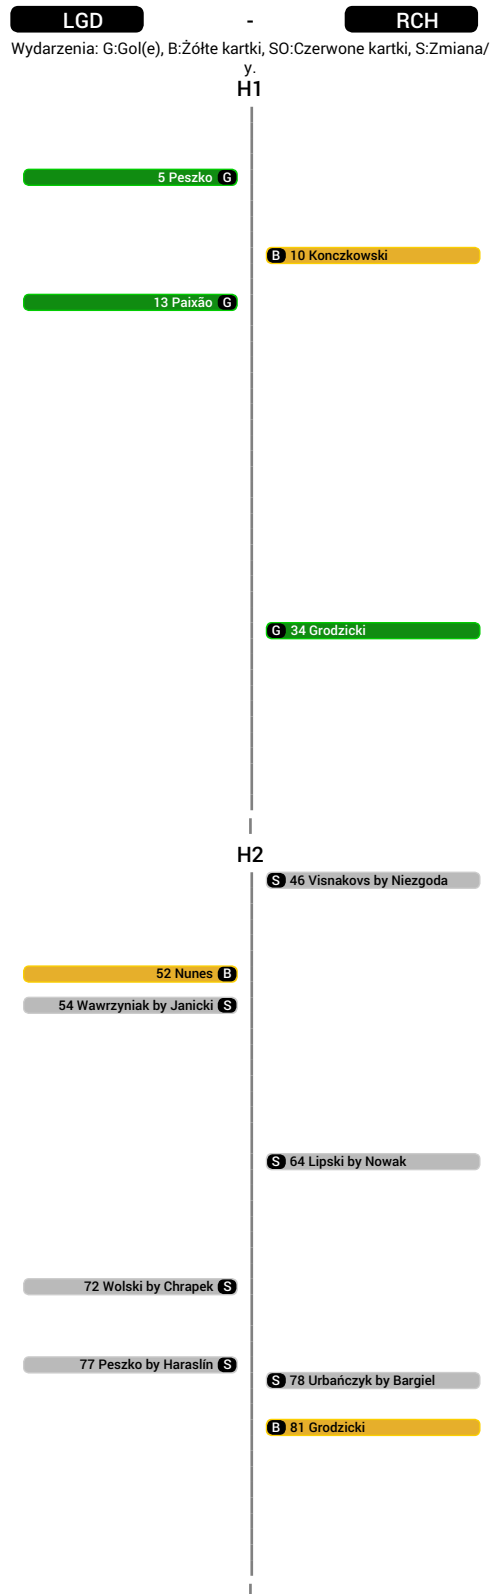 LGD - RCH
Wydarzenia: G:Gol(e), B:Żółte kartki, SO:Czerwone kartki, S:Zmiana/
y.
H1
5 Peszko G
B 10 Konczkowski
13 Paixão G
G 34 Grodzicki
H2
S 46 Visnakovs by Niezgoda
52 Nunes B
54 Wawrzyniak by Janicki S
S 64 Lipski by Nowak
72 Wolski by Chrapek S
77 Peszko by Haraslín S
S 78 Urbańczyk by Bargiel
B 81 Grodzicki